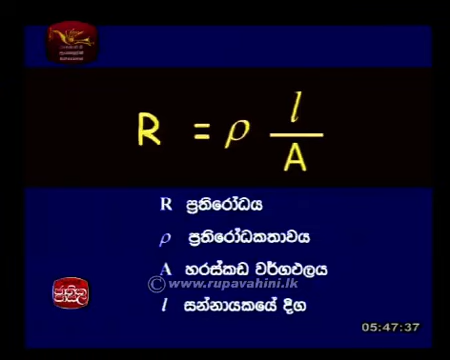 R = ρ l
A
R ප්‍රතිරෝධය
ρ ප්‍රතිරෝධකතාවය
A හරස්කඩ වර්ගඵලය
© www.rupavahini.lk
l සන්නායකයේ දිග
05:47:37